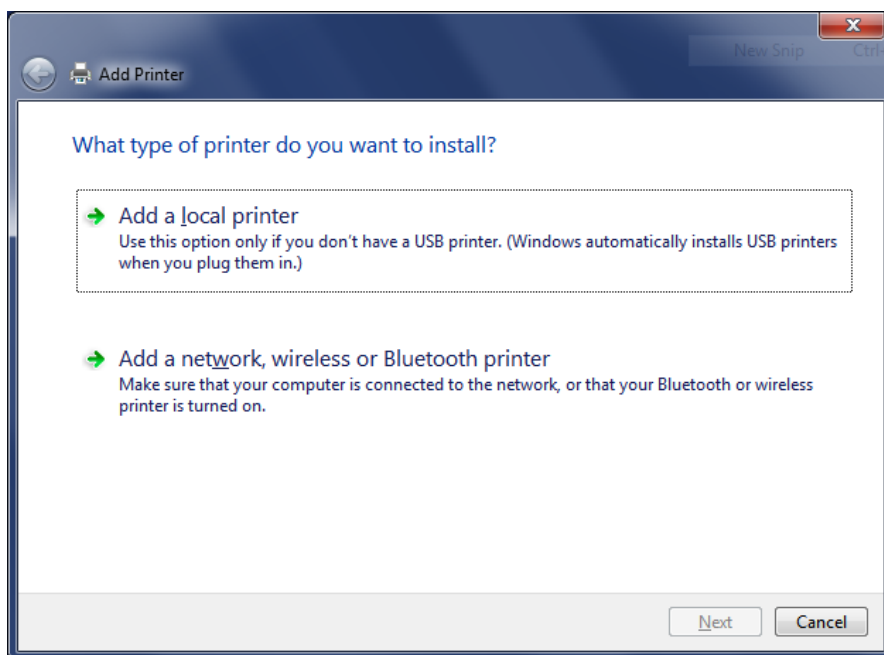 New Snip Ctrl-
Add Printer
What type of printer do you want to install?
Add a local printer
Use this option only if you don't have a USB printer. (Windows automatically installs USB printers
when you plug them in.)
Add a network, wireless or Bluetooth printer
Make sure that your computer is connected to the network, or that your Bluetooth or wireless
printer is turned on.
Next Cancel